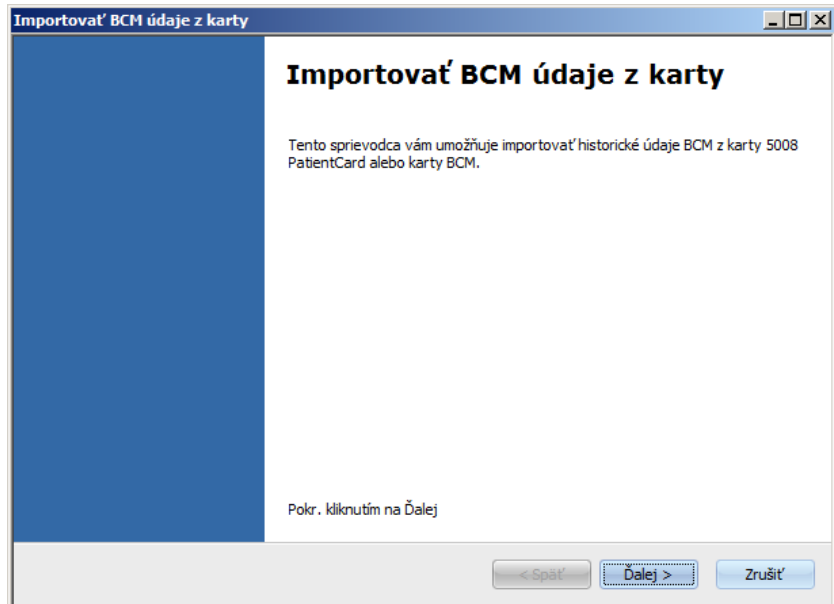 Importovať BCM údaje z karty
Importovať BCM údaje z karty
Tento sprievodca vám umožňuje importovať historické údaje BCM z karty 5008
PatientCard alebo karty BCM.
Pokr. kliknutím na Ďalej
< Späť
Ďalej >
Zrušiť